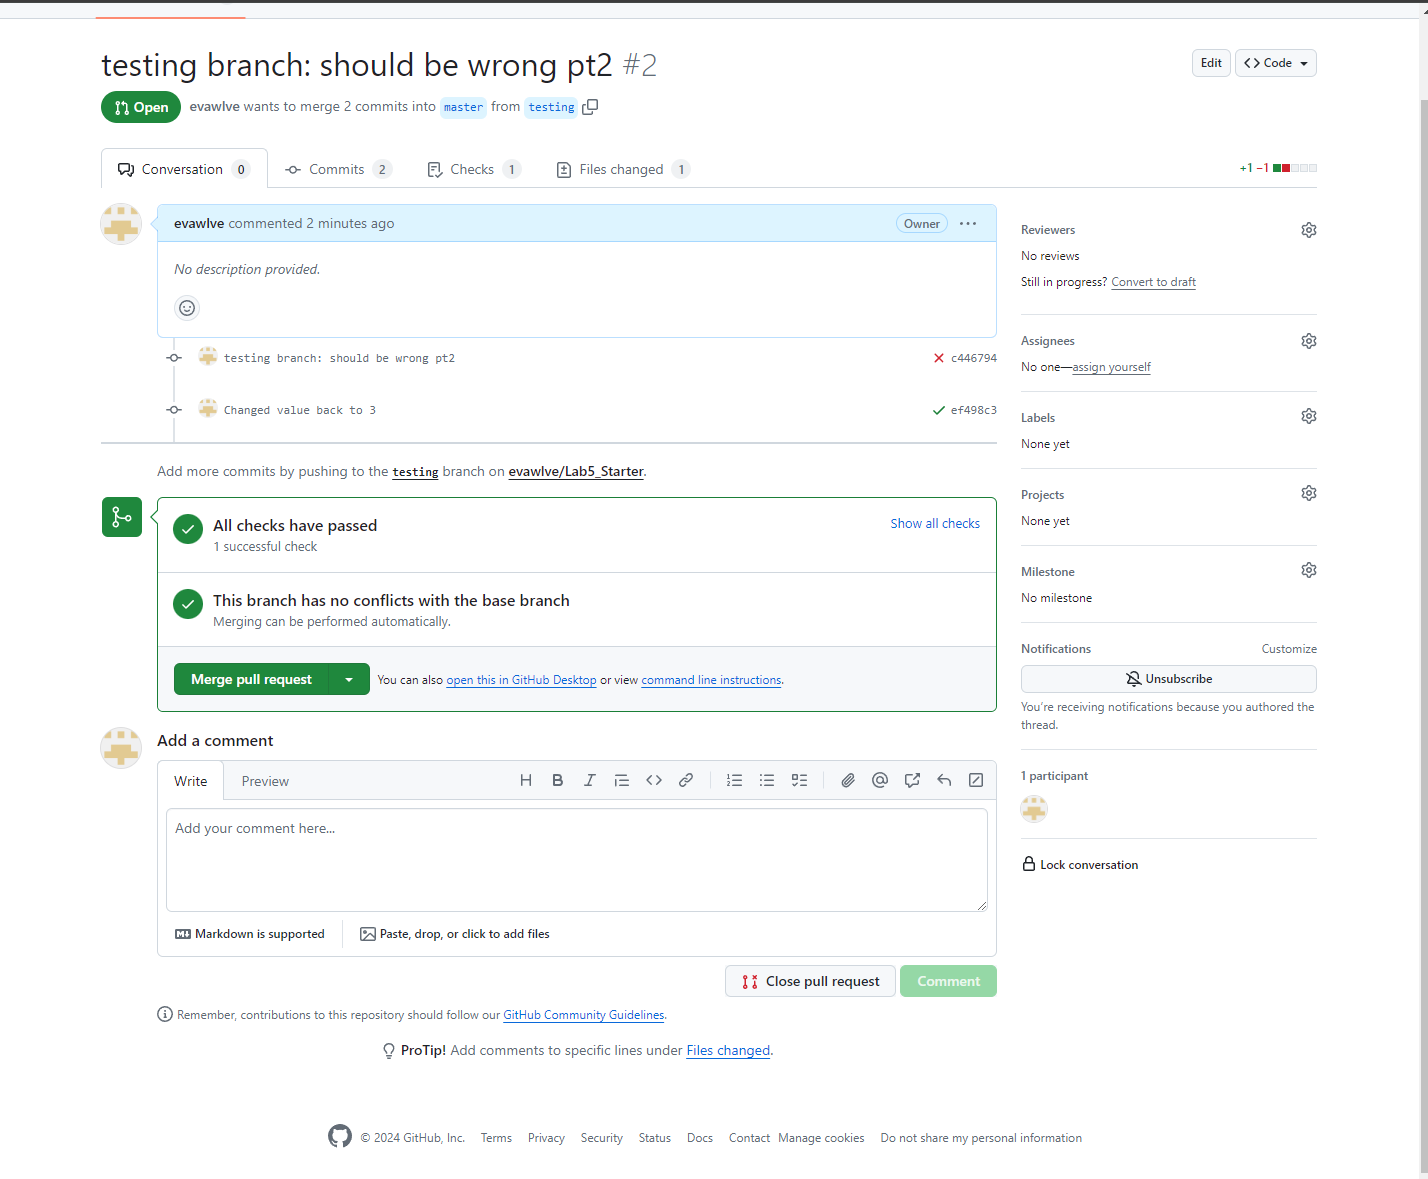 testing branch: should be wrong pt2 #2
Edit
Code
Open
evawlve wants to merge 2 commits into master from testing
Conversation 0
Commits 2
Checks 1
Files changed 1
+1 −1
evawlve commented 2 minutes ago
Owner
No description provided.
testing branch: should be wrong pt2
c446794
Changed value back to 3
ef498c3
Add more commits by pushing to the testing branch on evawlve/Lab5_Starter.
All checks have passed
1 successful check
Show all checks
This branch has no conflicts with the base branch
Merging can be performed automatically.
Merge pull request
You can also open this in GitHub Desktop or view command line instructions.
Add a comment
Write
Preview
Add your comment here...
Markdown is supported
Paste, drop, or click to add files
Close pull request
Comment
Remember, contributions to this repository should follow our GitHub Community Guidelines.
ProTip! Add comments to specific lines under Files changed.
Reviewers
No reviews
Still in progress? Convert to draft
Assignees
No one—assign yourself
Labels
None yet
Projects
None yet
Milestone
No milestone
Notifications
Customize
Unsubscribe
You're receiving notifications because you authored the
thread.
1 participant
Lock conversation
© 2024 GitHub, Inc.
Terms
Privacy
Security
Status
Docs
Contact
Manage cookies
Do not share my personal information